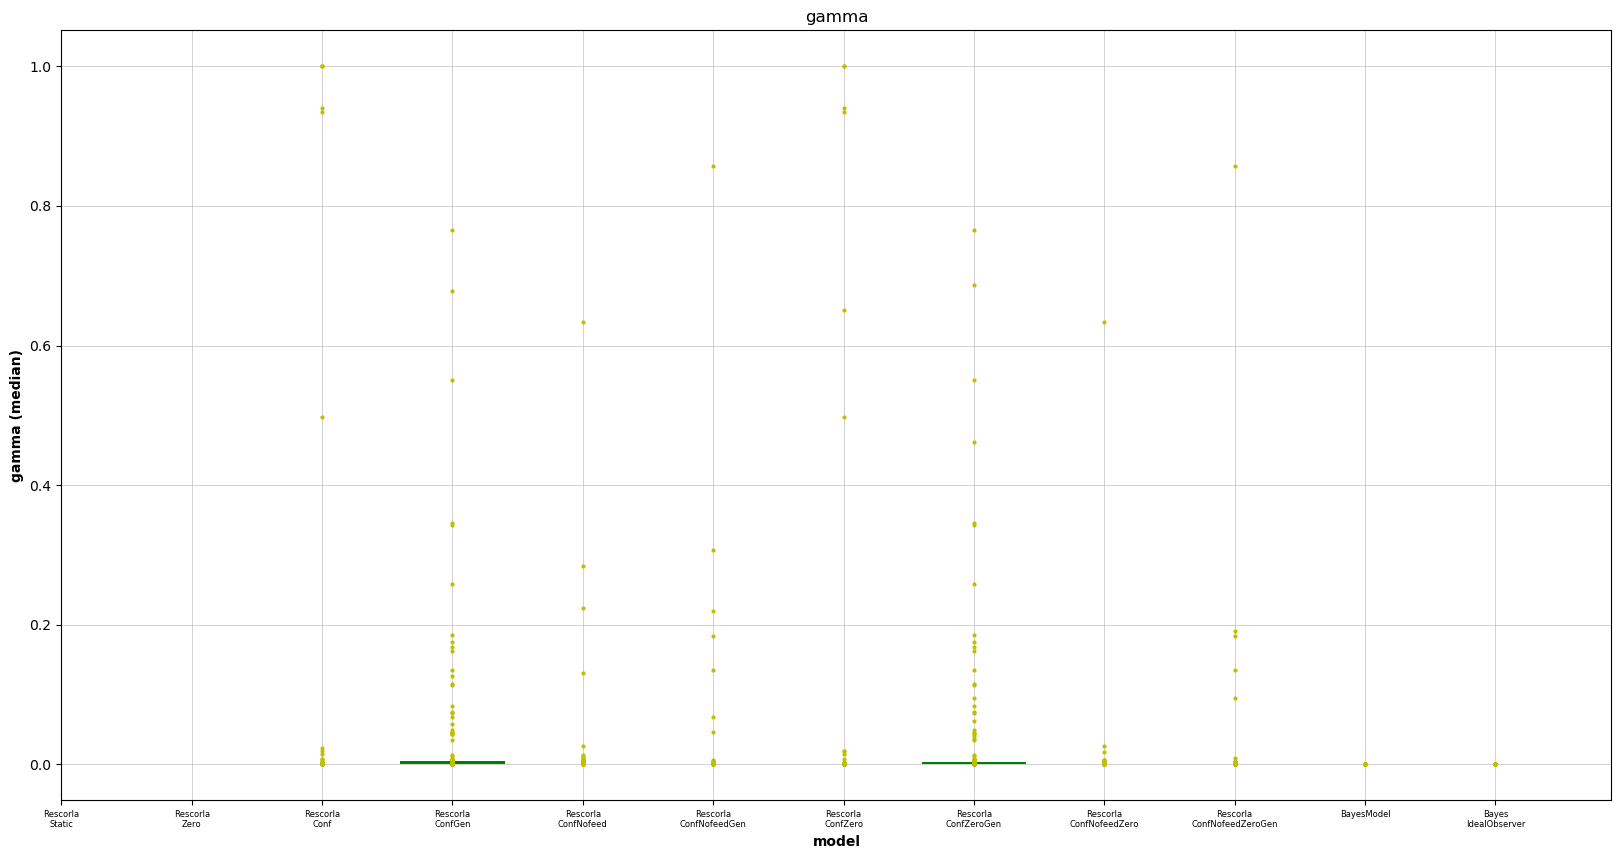 gamma
1.0
0.8
0.6
0.4
0.2
0.0
gamma (median)
Rescorla
Static
Rescorla
Zero
Rescorla
Conf
Rescorla
ConfGen
Rescorla
ConfNofeed
Rescorla
ConfNofeedGen
Rescorla
ConfZero
Rescorla
ConfZeroGen
Rescorla
ConfNofeedZero
Rescorla
ConfNofeedZeroGen
BayesModel
Bayes
IdealObserver
model